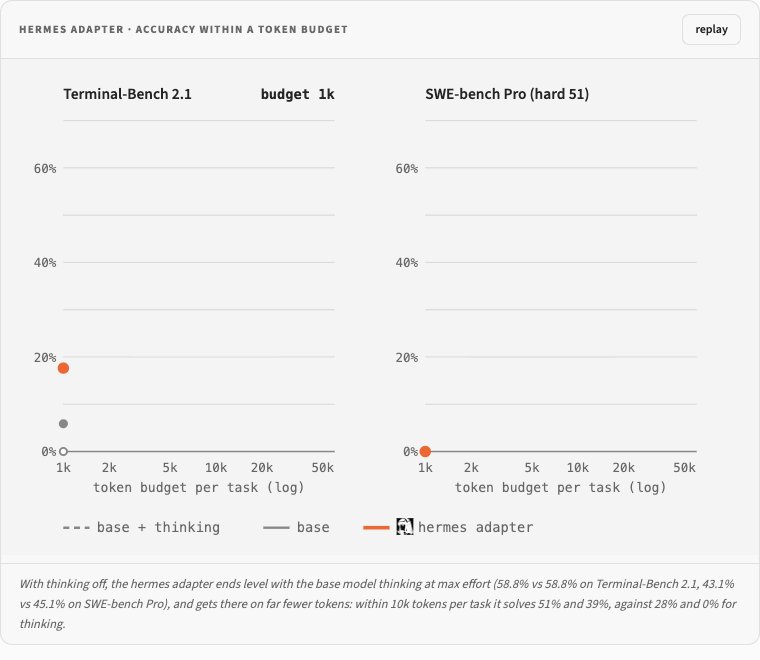 HERMES ADAPTER · ACCURACY WITHIN A TOKEN BUDGET
replay
Terminal-Bench 2.1 budget 1k
60%
40%
20%
0%
1k 2k 5k 10k 20k 50k
token budget per task (log)
SWE-bench Pro (hard 51)
60%
40%
20%
0%
1k 2k 5k 10k 20k 50k
token budget per task (log)
base + thinking base hermes adapter
With thinking off, the hermes adapter ends level with the base model thinking at max effort (58.8% vs 58.8% on Terminal-Bench 2.1, 43.1%
vs 45.1% on SWE-bench Pro), and gets there on far fewer tokens: within 10k tokens per task it solves 51% and 39%, against 28% and 0% for
thinking.